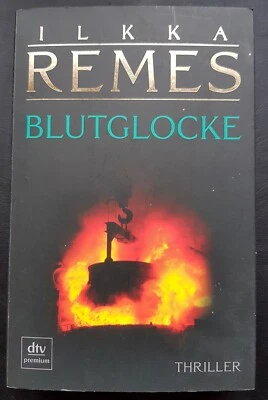 ILKKA
REMES
BLUTGLOCKE
dtv
premium
THRILLER